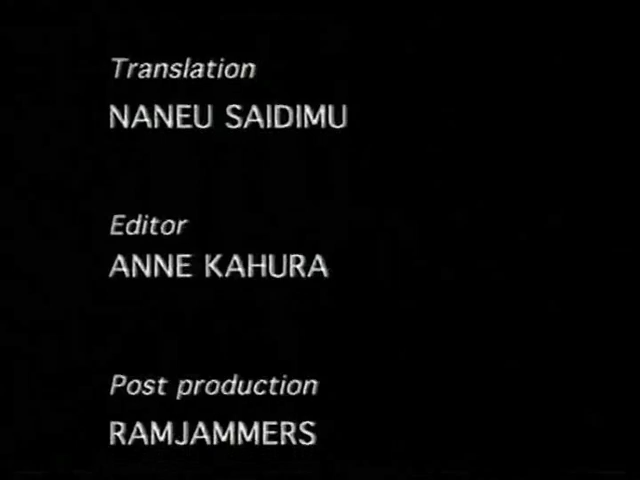 Translation
NANEU SAIDIMU
Editor
ANNE KAHURA
Post production
RAMJAMMERS